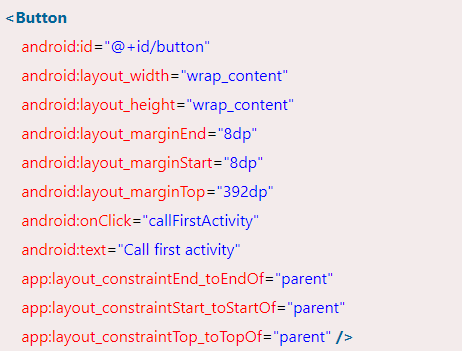 <Button
android:id="@+id/button"
android:layout_width="wrap_content"
android:layout_height="wrap_content"
android:layout_marginEnd="8dp"
android:layout_marginStart="8dp"
android:layout_marginTop="392dp"
android:onClick="callFirstActivity"
android:text="Call first activity"
app:layout_constraintEnd_toEndOf="parent"
app:layout_constraintStart_toStartOf="parent"
app:layout_constraintTop_toTopOf="parent" />